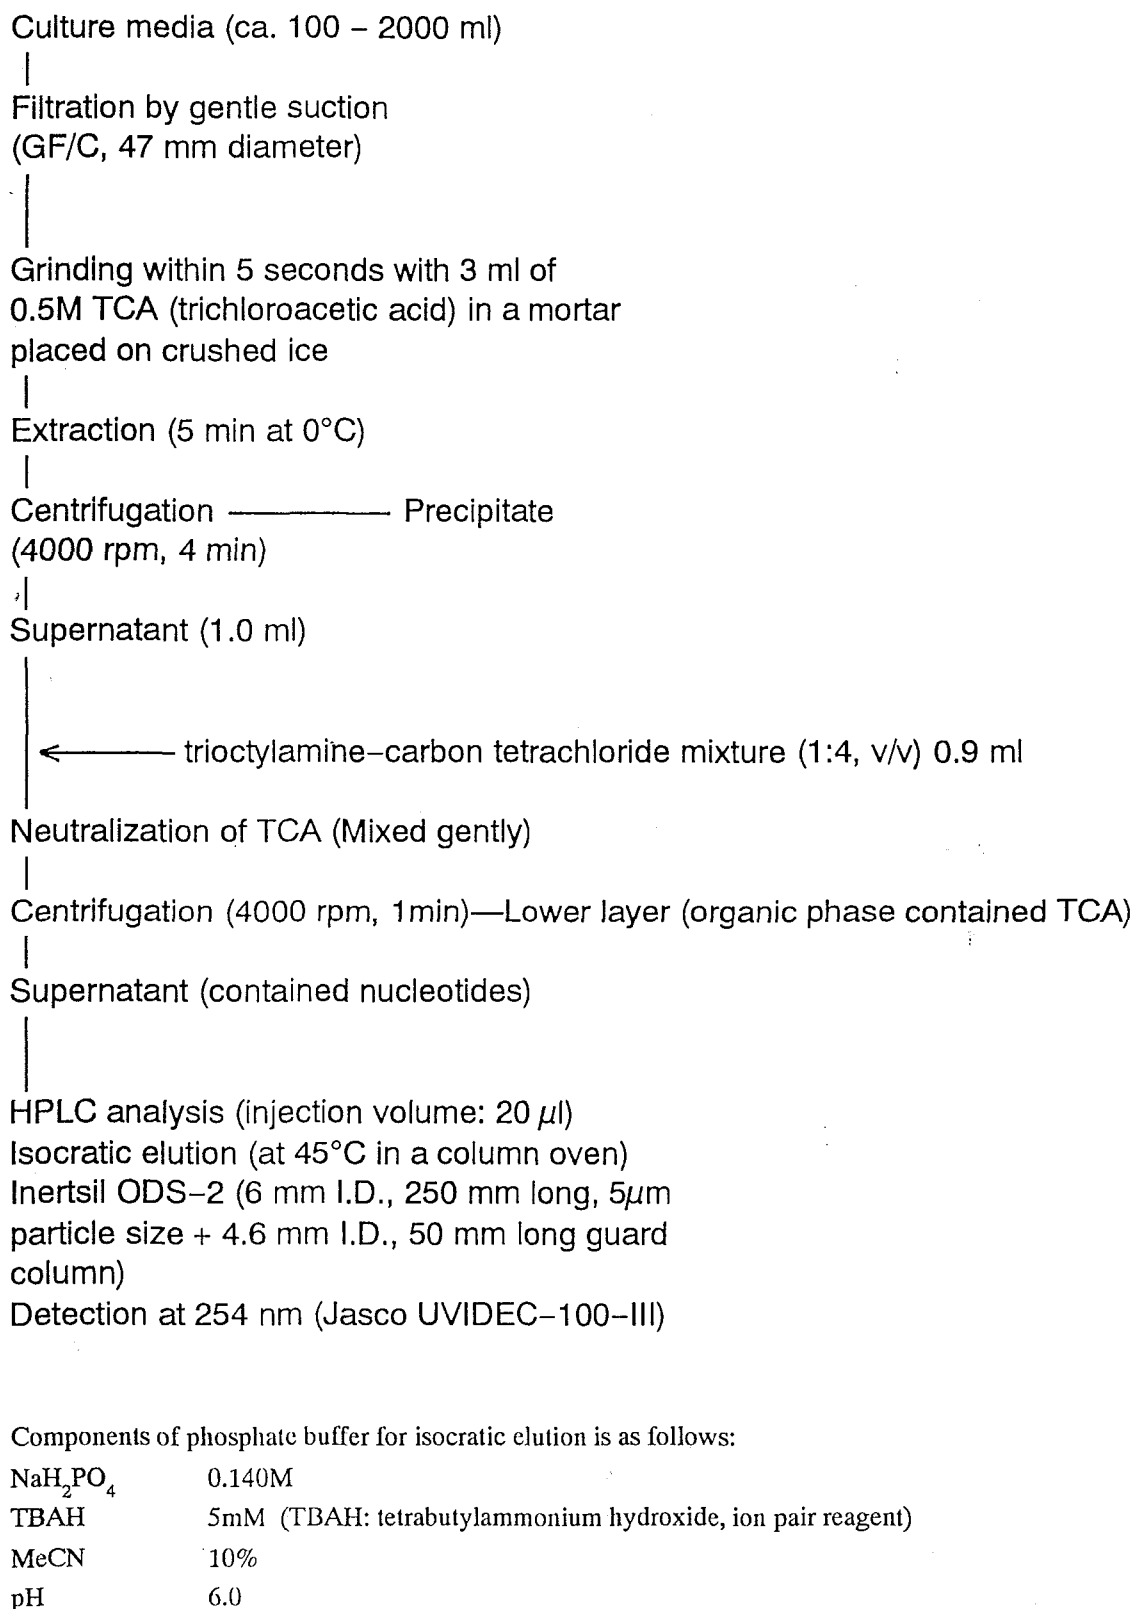 Culture media (ca. 100 – 2000 ml)
Filtration by gentle suction
(GF/C, 47 mm diameter)
Grinding within 5 seconds with 3 ml of
0.5M TCA (trichloroacetic acid) in a mortar
placed on crushed ice
Extraction (5 min at 0°C)
Centrifugation ———— Precipitate
(4000 rpm, 4 min)
Supernatant (1.0 ml)
trioctylamine–carbon tetrachloride mixture (1:4, v/v) 0.9 ml
Neutralization of TCA (Mixed gently)
Centrifugation (4000 rpm, 1min)—Lower layer (organic phase contained TCA)
Supernatant (contained nucleotides)
HPLC analysis (injection volume: 20 μl)
Isocratic elution (at 45°C in a column oven)
Inertsil ODS–2 (6 mm I.D., 250 mm long, 5μm
particle size + 4.6 mm I.D., 50 mm long guard
column)
Detection at 254 nm (Jasco UVIDEC–100–III)
Components of phosphate buffer for isocratic elution is as follows:
NaH₂PO₄ 0.140M
TBAH 5mM (TBAH: tetrabutylammonium hydroxide, ion pair reagent)
MeCN 10%
pH 6.0